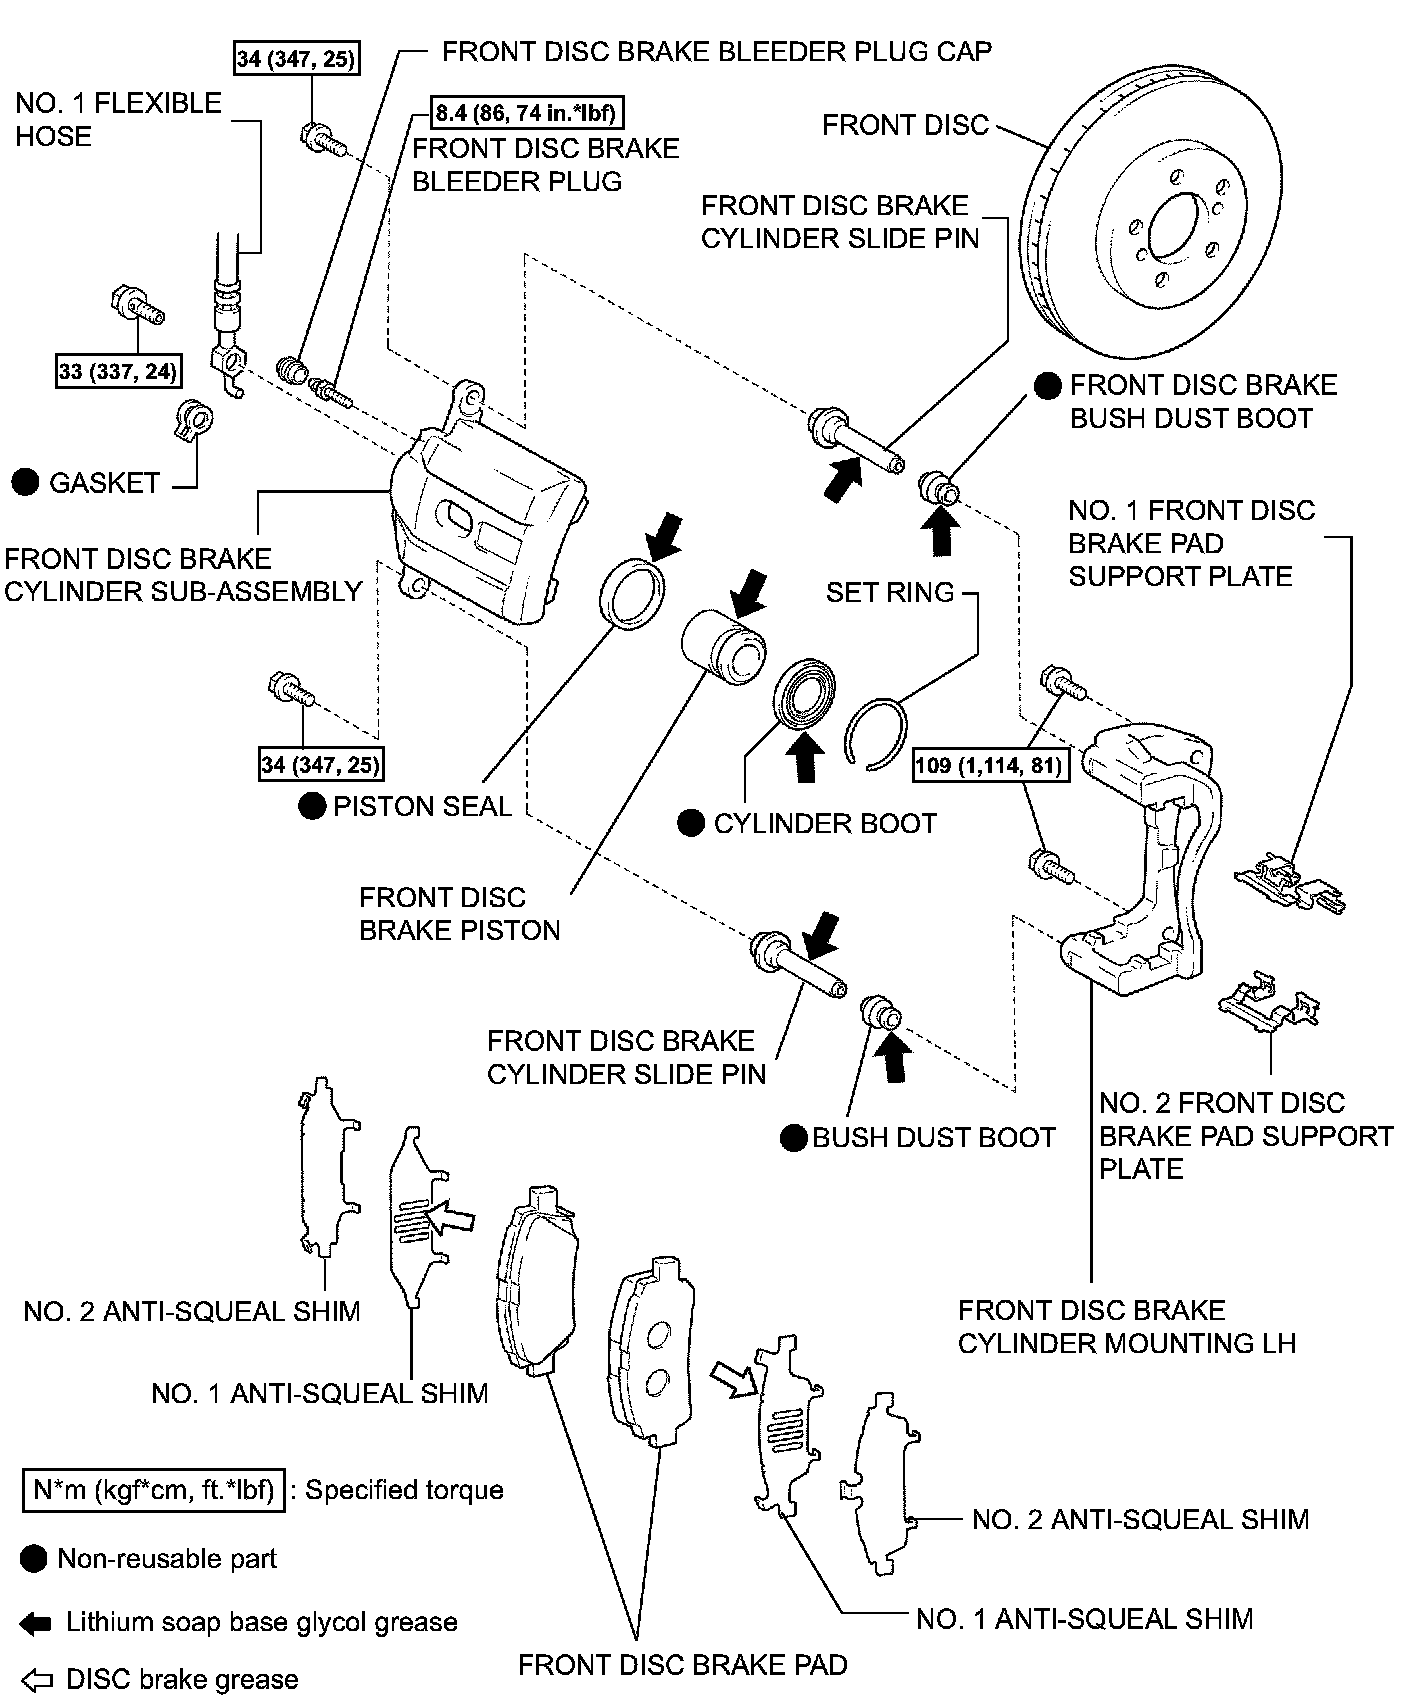 34 (347, 25)
FRONT DISC BRAKE BLEEDER PLUG CAP
NO. 1 FLEXIBLE
HOSE
8.4 (86, 74 in.*lbf)
FRONT DISC BRAKE
BLEEDER PLUG
FRONT DISC
FRONT DISC BRAKE
CYLINDER SLIDE PIN
33 (337, 24)
FRONT DISC BRAKE
BUSH DUST BOOT
GASKET
NO. 1 FRONT DISC
BRAKE PAD
SUPPORT PLATE
FRONT DISC BRAKE
CYLINDER SUB-ASSEMBLY
SET RING
34 (347, 25)
109 (1,114, 81)
PISTON SEAL
CYLINDER BOOT
FRONT DISC
BRAKE PISTON
FRONT DISC BRAKE
CYLINDER SLIDE PIN
BUSH DUST BOOT
NO. 2 FRONT DISC
BRAKE PAD SUPPORT
PLATE
NO. 2 ANTI-SQUEAL SHIM
FRONT DISC BRAKE
CYLINDER MOUNTING LH
NO. 1 ANTI-SQUEAL SHIM
N*m (kgf*cm, ft.*lbf) : Specified torque
NO. 2 ANTI-SQUEAL SHIM
Non-reusable part
Lithium soap base glycol grease
NO. 1 ANTI-SQUEAL SHIM
FRONT DISC BRAKE PAD
DISC brake grease